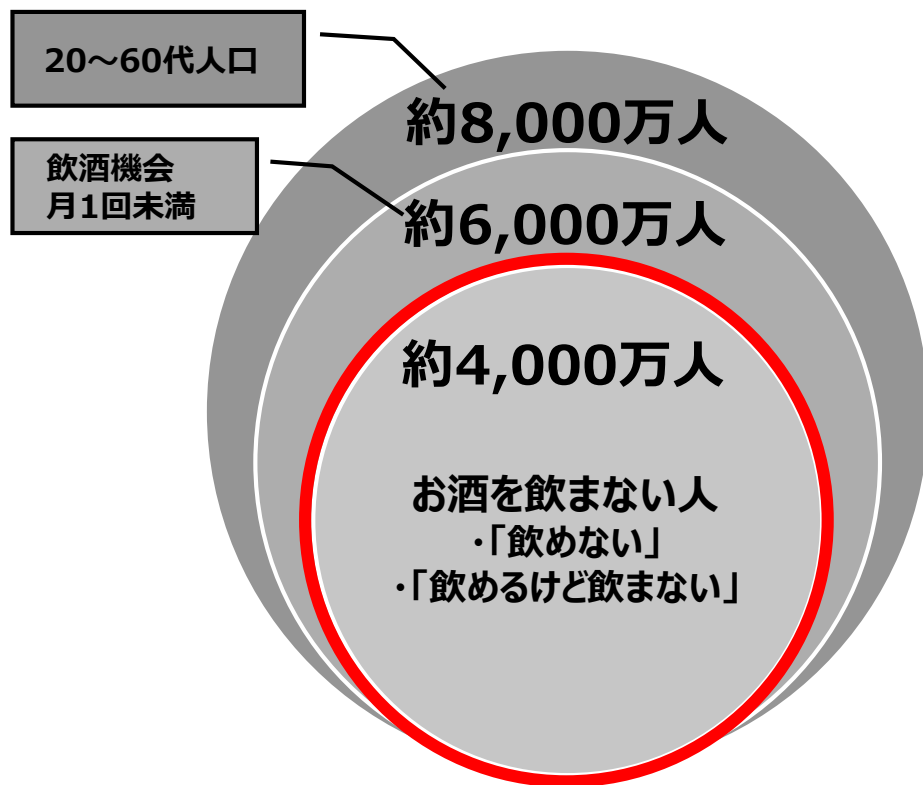 20～60代人口
約8,000万人
飲酒機会
月1回未満
約6,000万人
約4,000万人
お酒を飲まない人
・「飲めない」
・「飲めるけど飲まない」